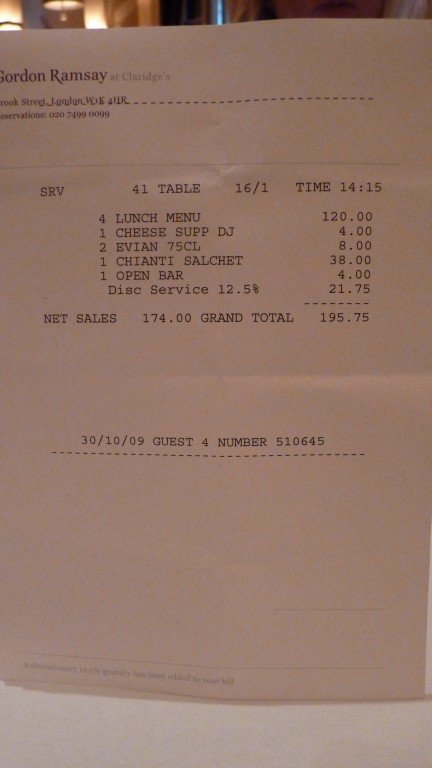 Gordon Ramsay at Claridge's
rook Street, London W1K 4HR
eservations: 020 7499 0099
SRV 41 TABLE 16/1 TIME 14:15
4 LUNCH MENU 120.00
1 CHEESE SUPP DJ 4.00
2 EVIAN 75CL 8.00
1 CHIANTI SALCHET 38.00
1 OPEN BAR 4.00
Disc Service 12.5% 21.75
NET SALES 174.00 GRAND TOTAL 195.75
30/10/09 GUEST 4 NUMBER 510645
A discretionary 12.5% gratuity has been added to your bill